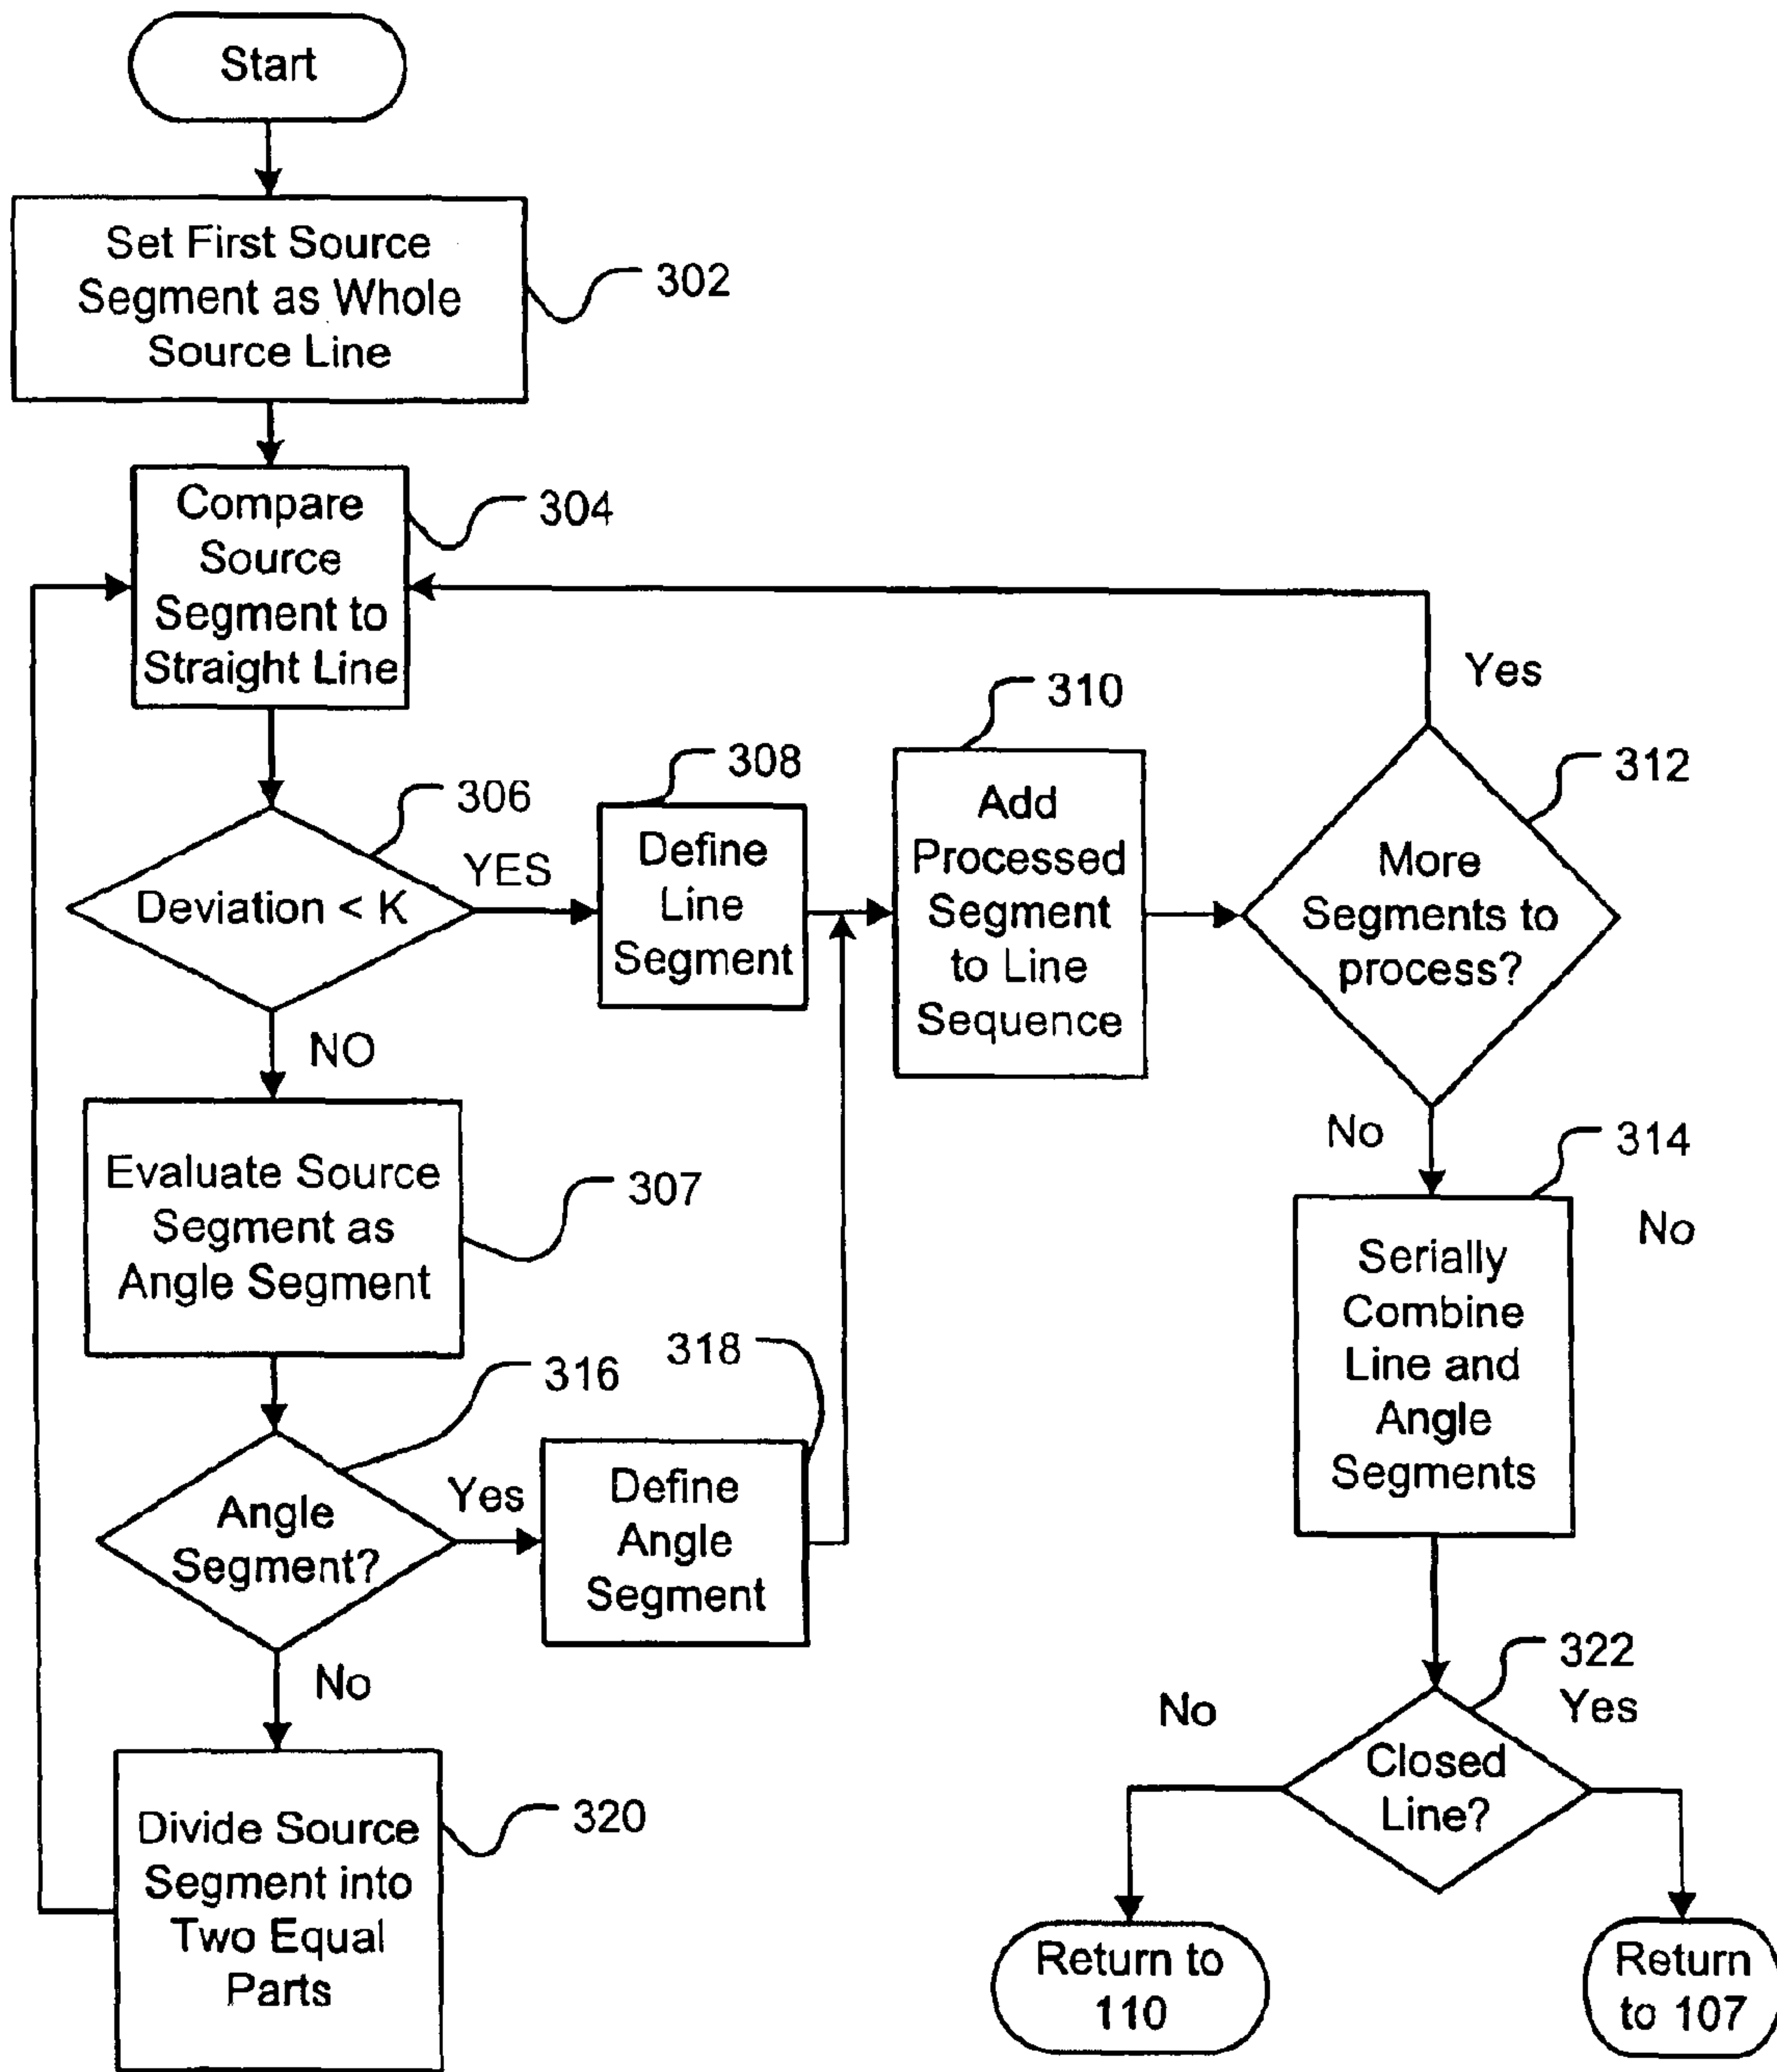 Start
Set First Source
Segment as Whole
Source Line
302
Compare
Source
Segment to
Straight Line
304
Deviation < K
306
YES
NO
Define
Line
Segment
308
Add
Processed
Segment
to Line
Sequence
310
More
Segments to
process?
312
Yes
No
Evaluate Source
Segment as
Angle Segment
307
Angle
Segment?
316
Yes
No
Define
Angle
Segment
318
Divide Source
Segment into
Two Equal
Parts
320
Serially
Combine
Line and
Angle
Segments
314
No
Closed
Line?
322
No
Yes
Return to
110
Return
to 107